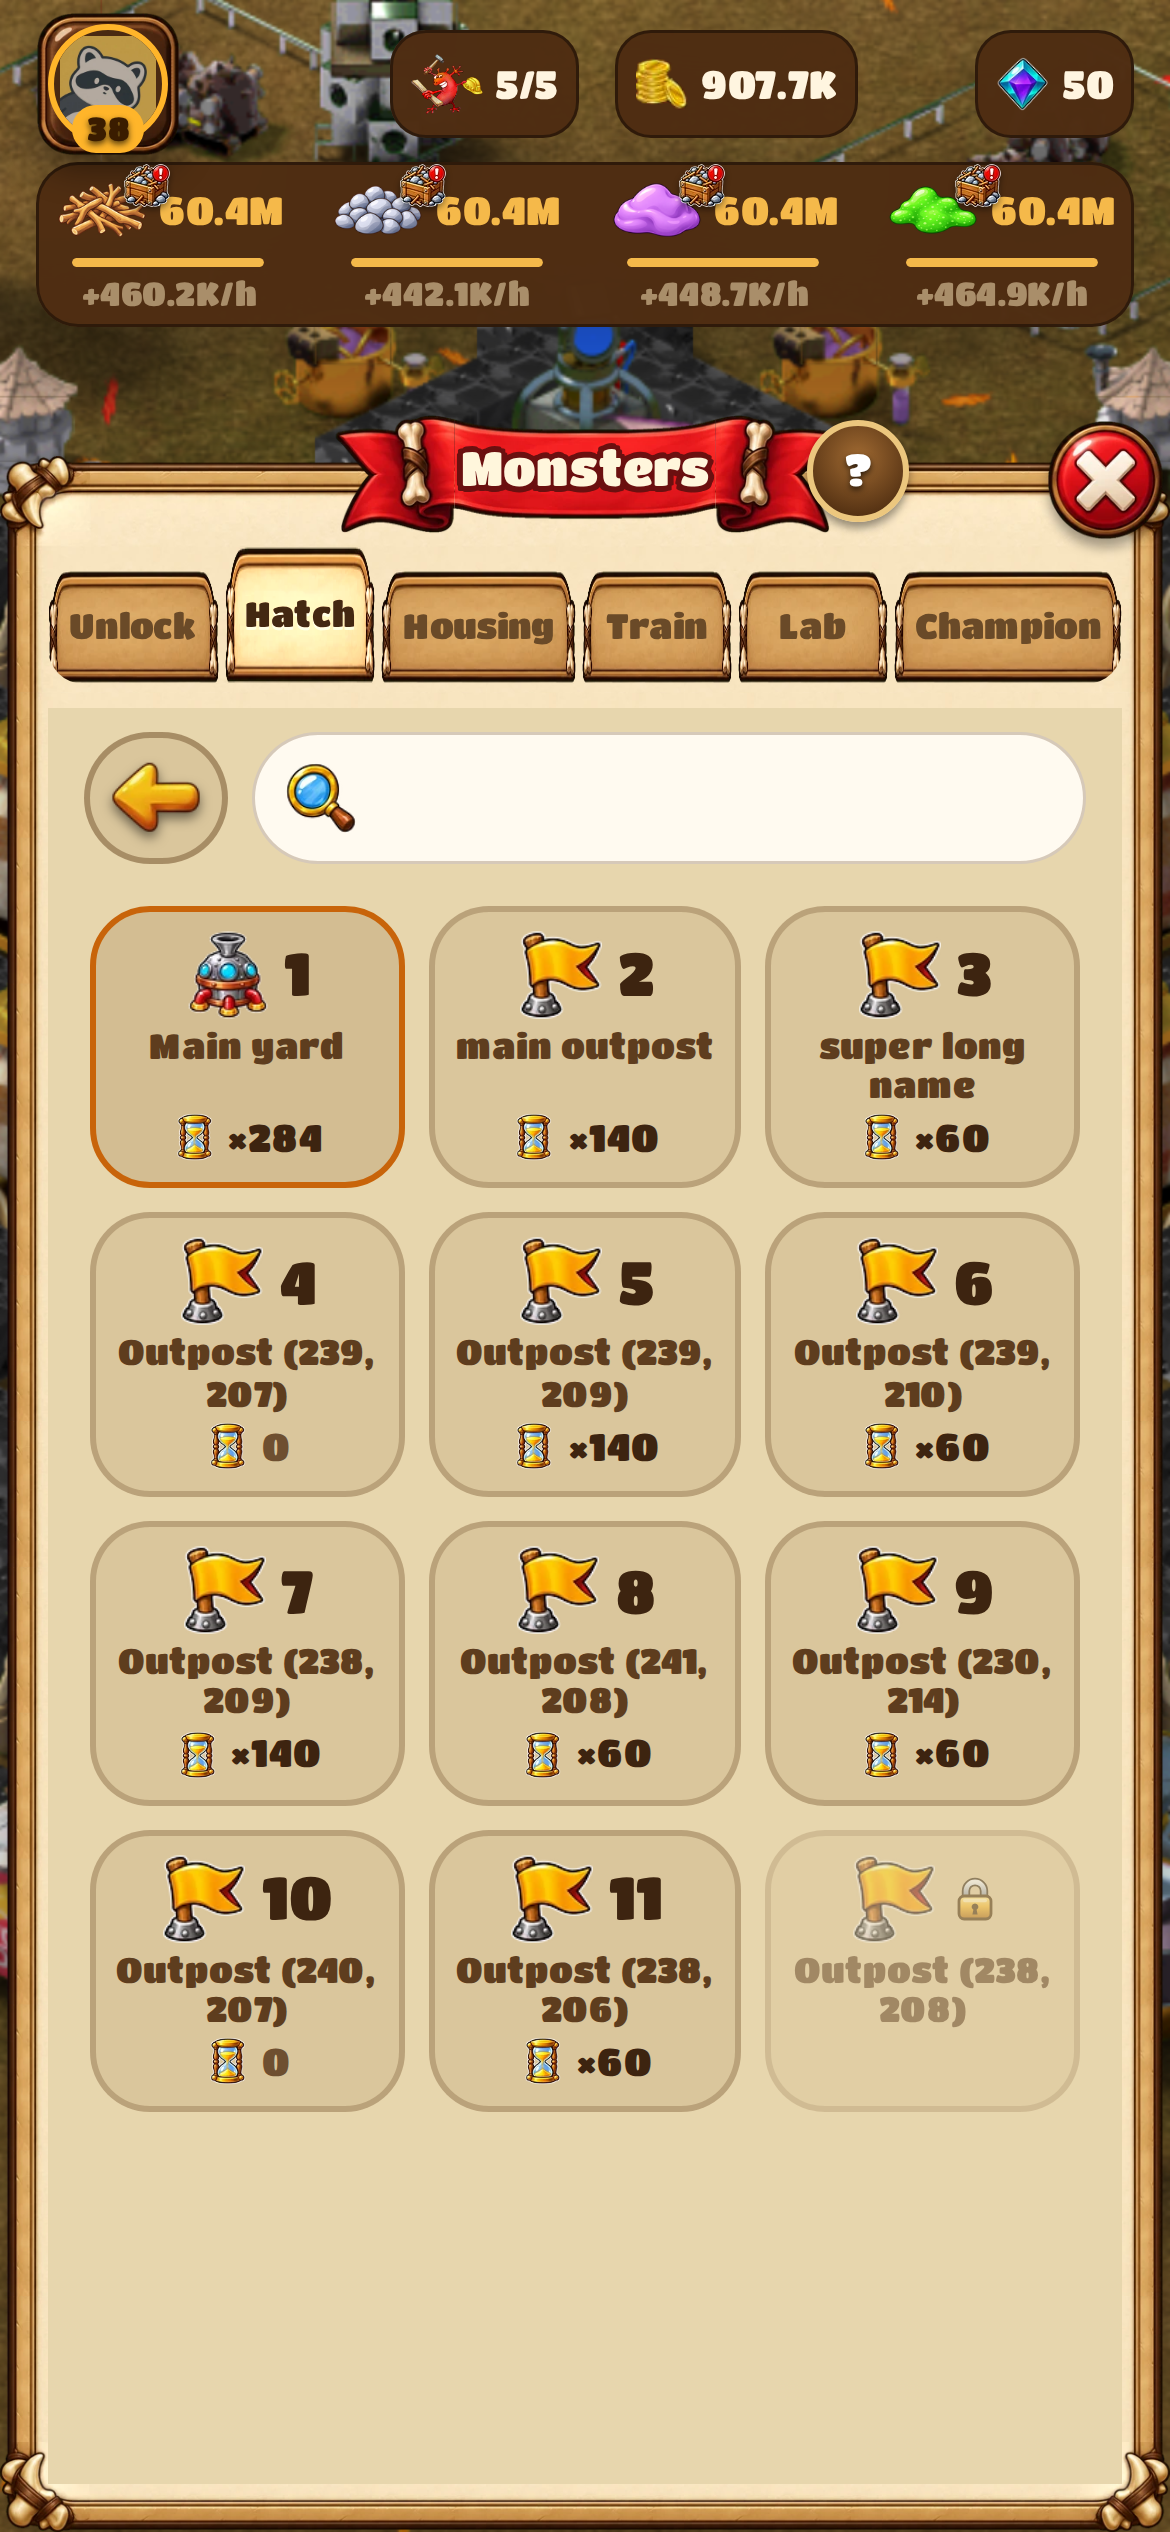 38
5/5
907.7K
50
60.4M 60.4M 60.4M 60.4M
+460.2K/h +442.1K/h +448.7K/h +464.9K/h
Monsters ?
Unlock Hatch Housing Train Lab Champion
1
Main yard
×284
2
main outpost
×140
3
super long
name
×60
4
Outpost (239,
207)
0
5
Outpost (239,
209)
×140
6
Outpost (239,
210)
×60
7
Outpost (238,
209)
×140
8
Outpost (241,
208)
×60
9
Outpost (230,
214)
×60
10
Outpost (240,
207)
0
11
Outpost (238,
206)
×60
Outpost (238,
208)